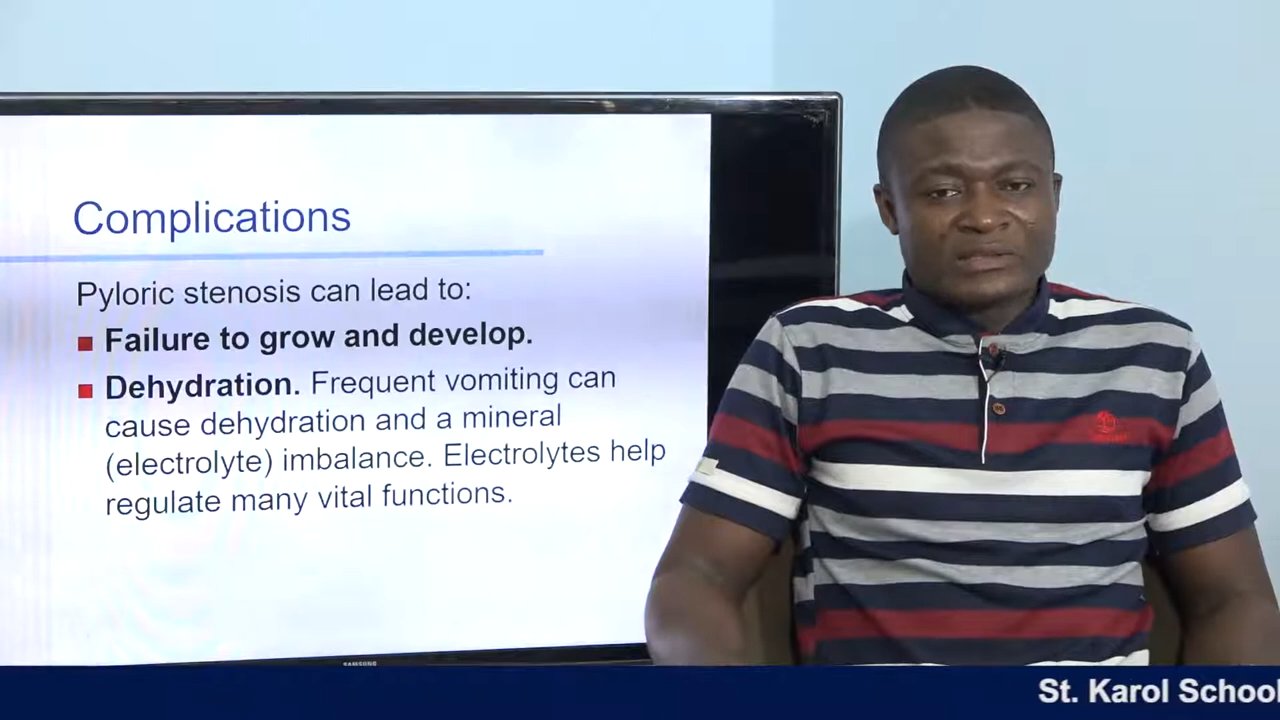 Complications
Pyloric stenosis can lead to:
Failure to grow and develop.
Dehydration. Frequent vomiting can
cause dehydration and a mineral
(electrolyte) imbalance. Electrolytes help
regulate many vital functions.
SAMSUNG
St. Karol School